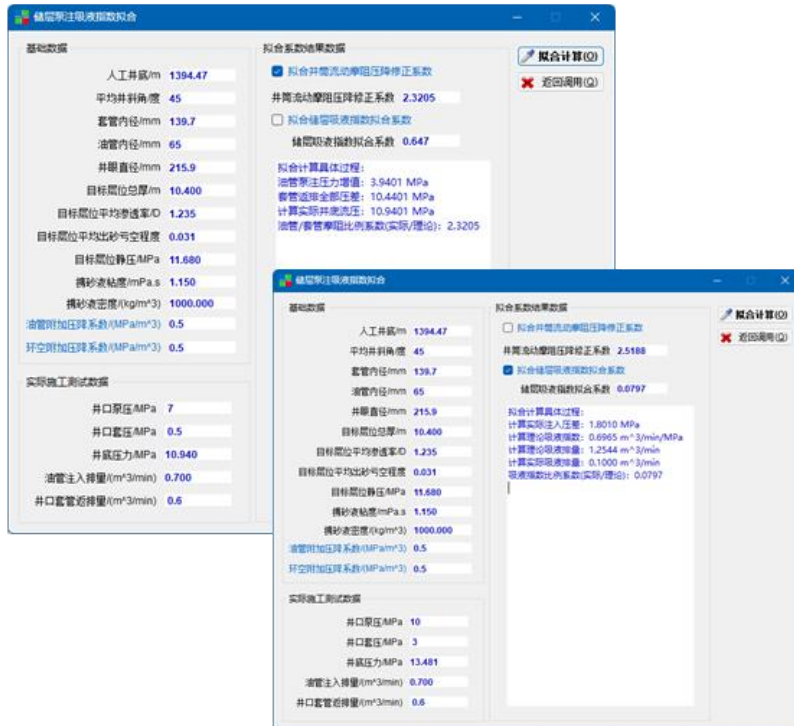 储层泵注吸液指数拟合
基础数据
人工井底/m 1394.47
平均井斜角/度 45
套管内径/mm 139.7
油管内径/mm 65
井眼直径/mm 215.9
目标层位总厚/m 10.400
目标层位平均渗透率/D 1.235
目标层位平均出砂亏空程度 0.031
目标层位静压/MPa 11.680
携砂液粘度/mPa.s 1.150
携砂液密度/(kg/m^3) 1000.000
油管附加压降系数/(MPa/m^3) 0.5
环空附加压降系数/(MPa/m^3) 0.5
实际施工测试数据
井口泵压/MPa 7
井口套压/MPa 0.5
井底压力/MPa 10.940
油管注入排量/(m^3/min) 0.700
井口套管返排量/(m^3/min) 0.6
拟合系数结果数据
拟合井筒流动摩阻压降修正系数
井筒流动摩阻压降修正系数 2.3205
拟合储层吸液指数拟合系数
储层吸液指数拟合系数 0.647
拟合计算具体过程:
油管泵注压力增值: 3.9401 MPa
套管返排全部压差: 10.4401 MPa
计算实际井底流压: 10.9401 MPa
油管/套管摩阻比例系数(实际/理论): 2.3205
拟合计算(O)
返回调用(Q)
储层泵注吸液指数拟合
基础数据
人工井底/m 1394.47
平均井斜角/度 45
套管内径/mm 139.7
油管内径/mm 65
井眼直径/mm 215.9
目标层位总厚/m 10.400
目标层位平均渗透率/D 1.235
目标层位平均出砂亏空程度 0.031
目标层位静压/MPa 11.680
携砂液粘度/mPa.s 1.150
携砂液密度/(kg/m^3) 1000.000
油管附加压降系数/(MPa/m^3) 0.5
环空附加压降系数/(MPa/m^3) 0.5
实际施工测试数据
井口泵压/MPa 10
井口套压/MPa 3
井底压力/MPa 13.481
油管注入排量/(m^3/min) 0.700
井口套管返排量/(m^3/min) 0.6
拟合系数结果数据
拟合井筒流动摩阻压降修正系数
井筒流动摩阻压降修正系数 2.5188
拟合储层吸液指数拟合系数
储层吸液指数拟合系数 0.0797
拟合计算具体过程:
计算实际注入压差: 1.8010 MPa
计算理论吸液指数: 0.6965 m^3/min/MPa
计算理论吸液排量: 1.2544 m^3/min
计算实际吸液排量: 0.1000 m^3/min
吸液指数比例系数(实际/理论): 0.0797
拟合计算(O)
返回调用(Q)